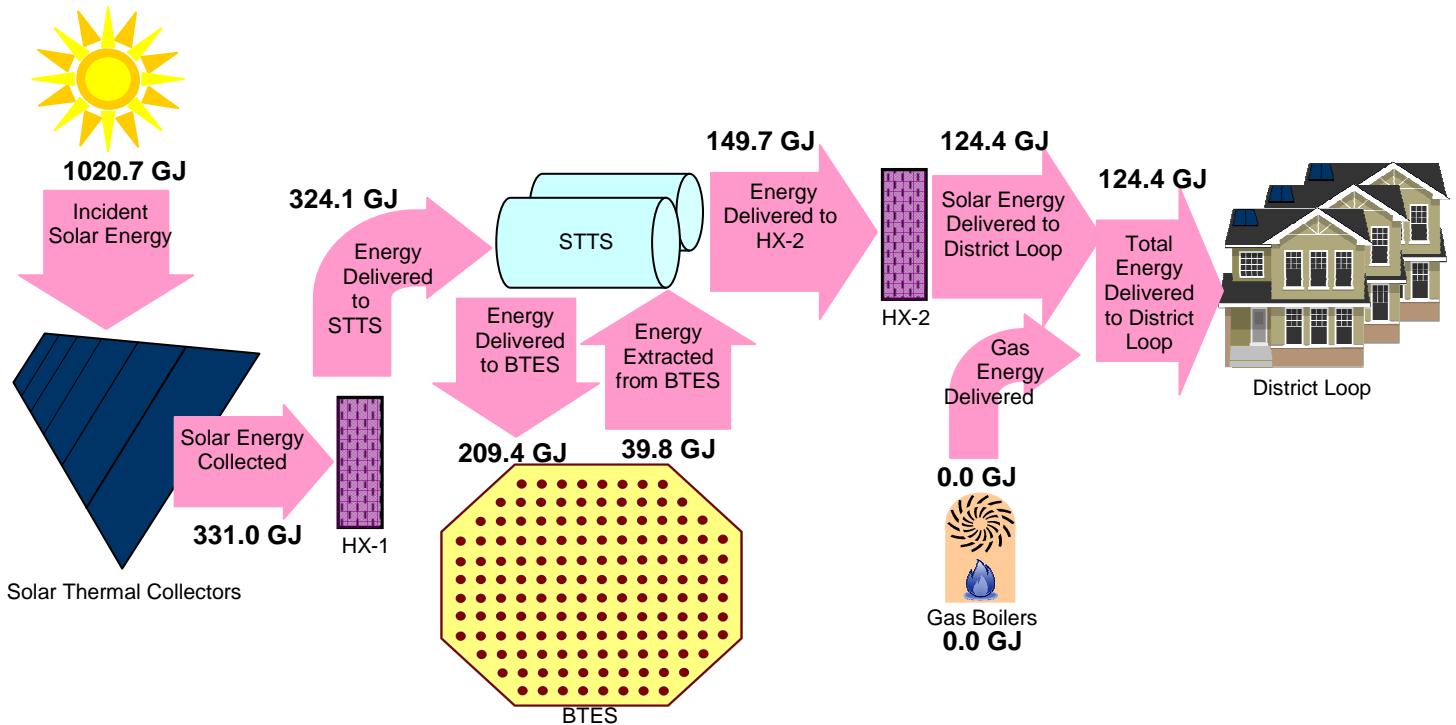 1020.7 GJ
Incident
Solar Energy
Solar Thermal Collectors
Solar Energy
Collected
331.0 GJ
HX-1
324.1 GJ
Energy
Delivered
to
STTS
STTS
Energy
Delivered
to BTES
209.4 GJ
Energy
Extracted
from BTES
39.8 GJ
BTES
149.7 GJ
Energy
Delivered to
HX-2
HX-2
124.4 GJ
Solar Energy
Delivered to
District Loop
Gas
Energy
Delivered
0.0 GJ
Gas Boilers
0.0 GJ
124.4 GJ
Total
Energy
Delivered
to District
Loop
District Loop